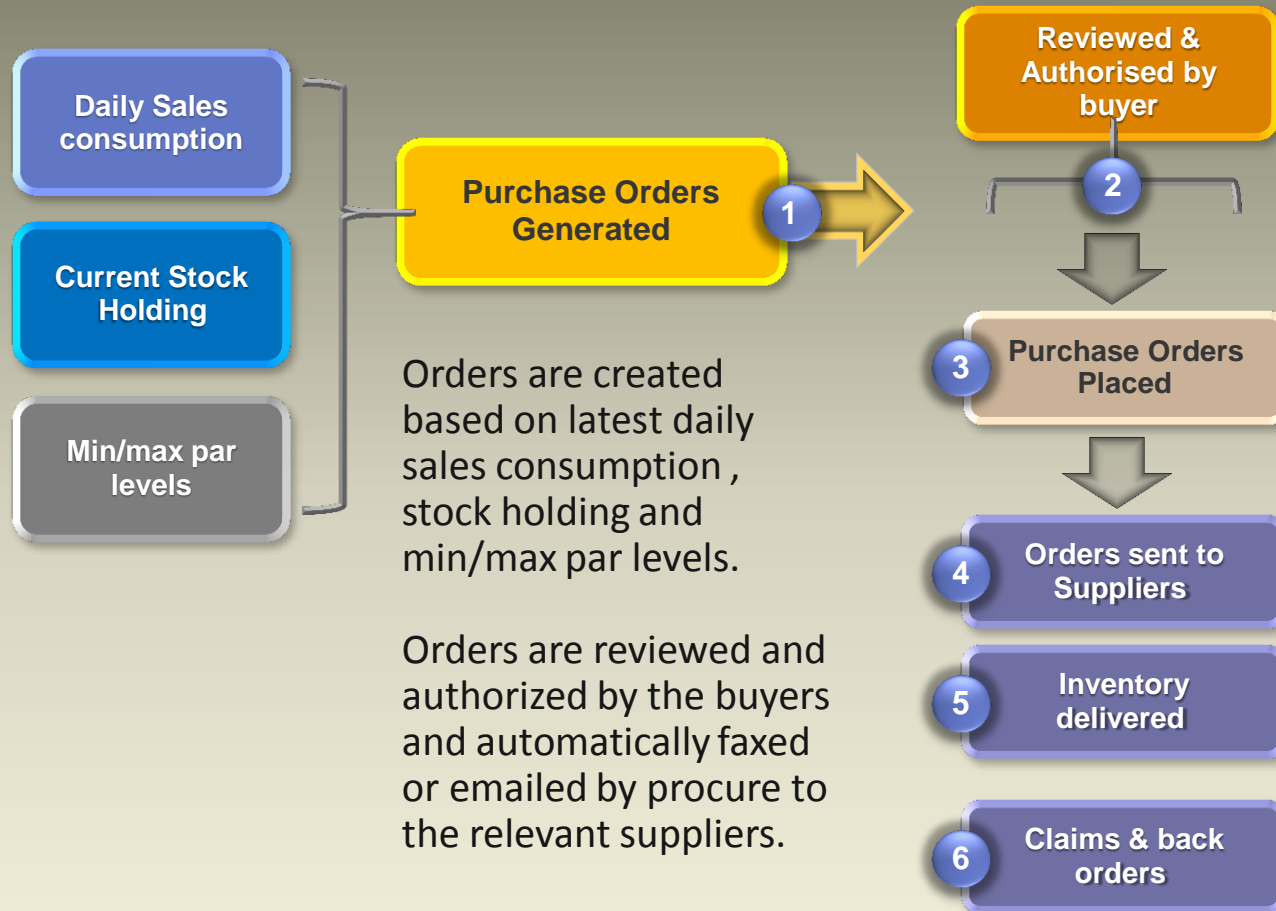 Daily Sales
consumption
Current Stock
Holding
Min/max par
levels
Purchase Orders
Generated
1
Orders are created
based on latest daily
sales consumption ,
stock holding and
min/max par levels.
Orders are reviewed and
authorized by the buyers
and automatically faxed
or emailed by procure to
the relevant suppliers.
Reviewed &
Authorised by
buyer
2
3
Purchase Orders
Placed
4
Orders sent to
Suppliers
5
Inventory
delivered
6
Claims & back
orders